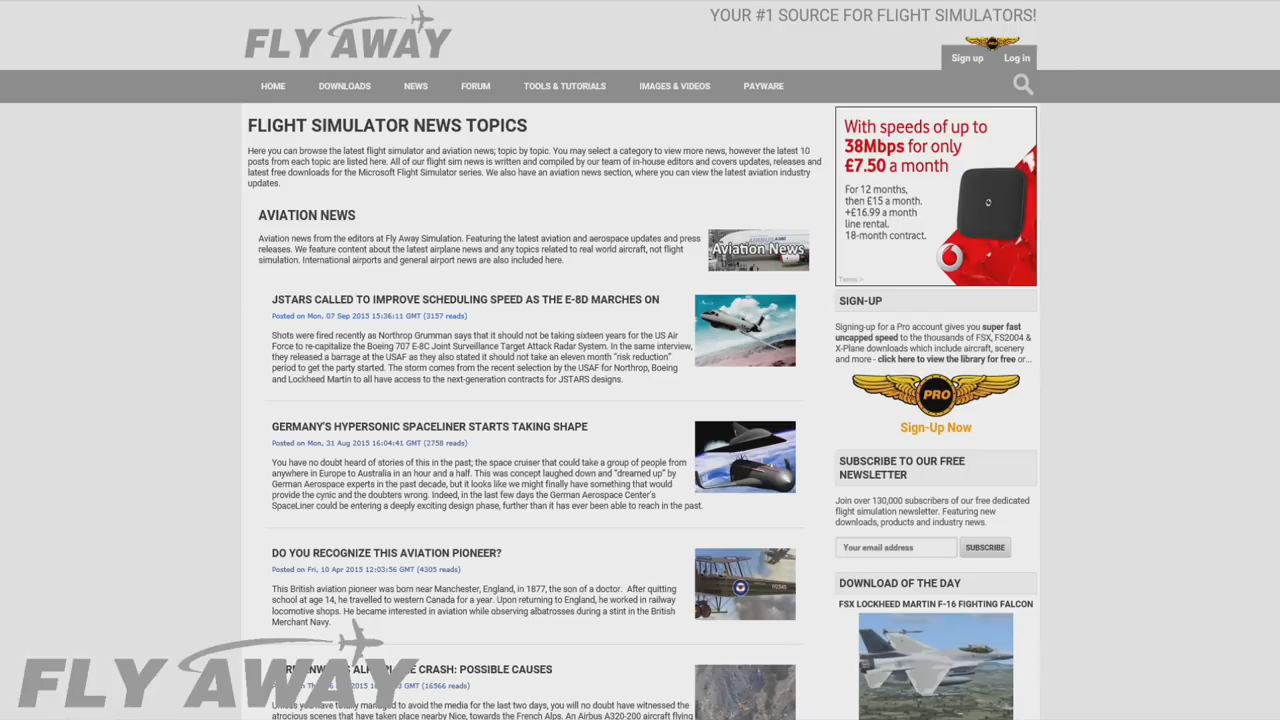 FLY AWAY
YOUR #1 SOURCE FOR FLIGHT SIMULATORS!
Sign up
Log in
HOME
DOWNLOADS
NEWS
FORUM
TOOLS & TUTORIALS
IMAGES & VIDEOS
PAYWARE
FLIGHT SIMULATOR NEWS TOPICS
Here you can browse the latest flight simulator and aviation news; topic by topic. You may select a category to view more news, however the latest 10
posts from each topic are listed here. All of our flight sim news is written and compiled by our team of in-house editors and covers updates, releases and
latest free downloads for the Microsoft Flight Simulator series. We also have an aviation news section, where you can view the latest aviation industry
updates.
AVIATION NEWS
Aviation news from the editors at Fly Away Simulation. Featuring the latest aviation and aerospace updates and press
releases. We feature content about the latest airplane news and any topics related to real world aircraft, not flight
simulation. International airports and general airport news are also included here.
Aviation News
JSTARS CALLED TO IMPROVE SCHEDULING SPEED AS THE E-8D MARCHES ON
Posted on Mon, 07 Sep 2015 15:36:11 GMT (3157 reads)
Shots were fired recently as Northrop Grumman says that it should not be taking sixteen years for the US Air
Force to re-capitalize the Boeing 707 E-8C Joint Surveillance Target Attack Radar System. In the same interview,
they released a barrage at the USAF as they also stated it should not take an eleven month "risk reduction"
period to get the party started. The storm comes from the recent selection by the USAF for Northrop, Boeing
and Lockheed Martin to all have access to the next-generation contracts for JSTARS designs.
GERMANY'S HYPERSONIC SPACELINER STARTS TAKING SHAPE
Posted on Mon, 31 Aug 2015 16:04:41 GMT (2758 reads)
You have no doubt heard of stories of this in the past; the space cruiser that could take a group of people from
anywhere in Europe to Australia in an hour and a half. This was concept laughed down and "dreamed up" by
German Aerospace experts in the past decade, but it looks like we might finally have something that would
provide the cynic and the doubters wrong. Indeed, in the last few days the German Aerospace Center's
SpaceLiner could be entering a deeply exciting design phase, further than it has ever been able to reach in the past.
DO YOU RECOGNIZE THIS AVIATION PIONEER?
Posted on Fri, 10 Apr 2015 12:03:56 GMT (4305 reads)
This British aviation pioneer was born near Manchester, England, in 1877, the son of a doctor. After quitting
school at age 14, he travelled to western Canada for a year. Upon returning to England, he worked in railway
locomotive shops. He became interested in aviation while observing albatrosses during a stint in the British
Merchant Navy.
CRASH: POSSIBLE CAUSES
GMT (16566 reads)
to avoid the media for the last two days, you will no doubt have witnessed the
atrocious scenes that have taken place nearby Nice, towards the French Alps. An Airbus A320-200 aircraft flying
FLY AWAY
With speeds of up to
38Mbps for only
£7.50 a month
For 12 months,
then £15 a month.
+£16.99 a month
line rental.
18-month contract.
Terms >
SIGN-UP
Signing-up for a Pro account gives you super fast
uncapped speed to the thousands of FSX, FS2004 &
X-Plane downloads which include aircraft, scenery
and more - click here to view the library for free or...
PRO
Sign-Up Now
SUBSCRIBE TO OUR FREE
NEWSLETTER
Join over 130,000 subscribers of our free dedicated
flight simulation newsletter. Featuring new
downloads, products and industry news.
Your email address
SUBSCRIBE
DOWNLOAD OF THE DAY
FSX LOCKHEED MARTIN F-16 FIGHTING FALCON